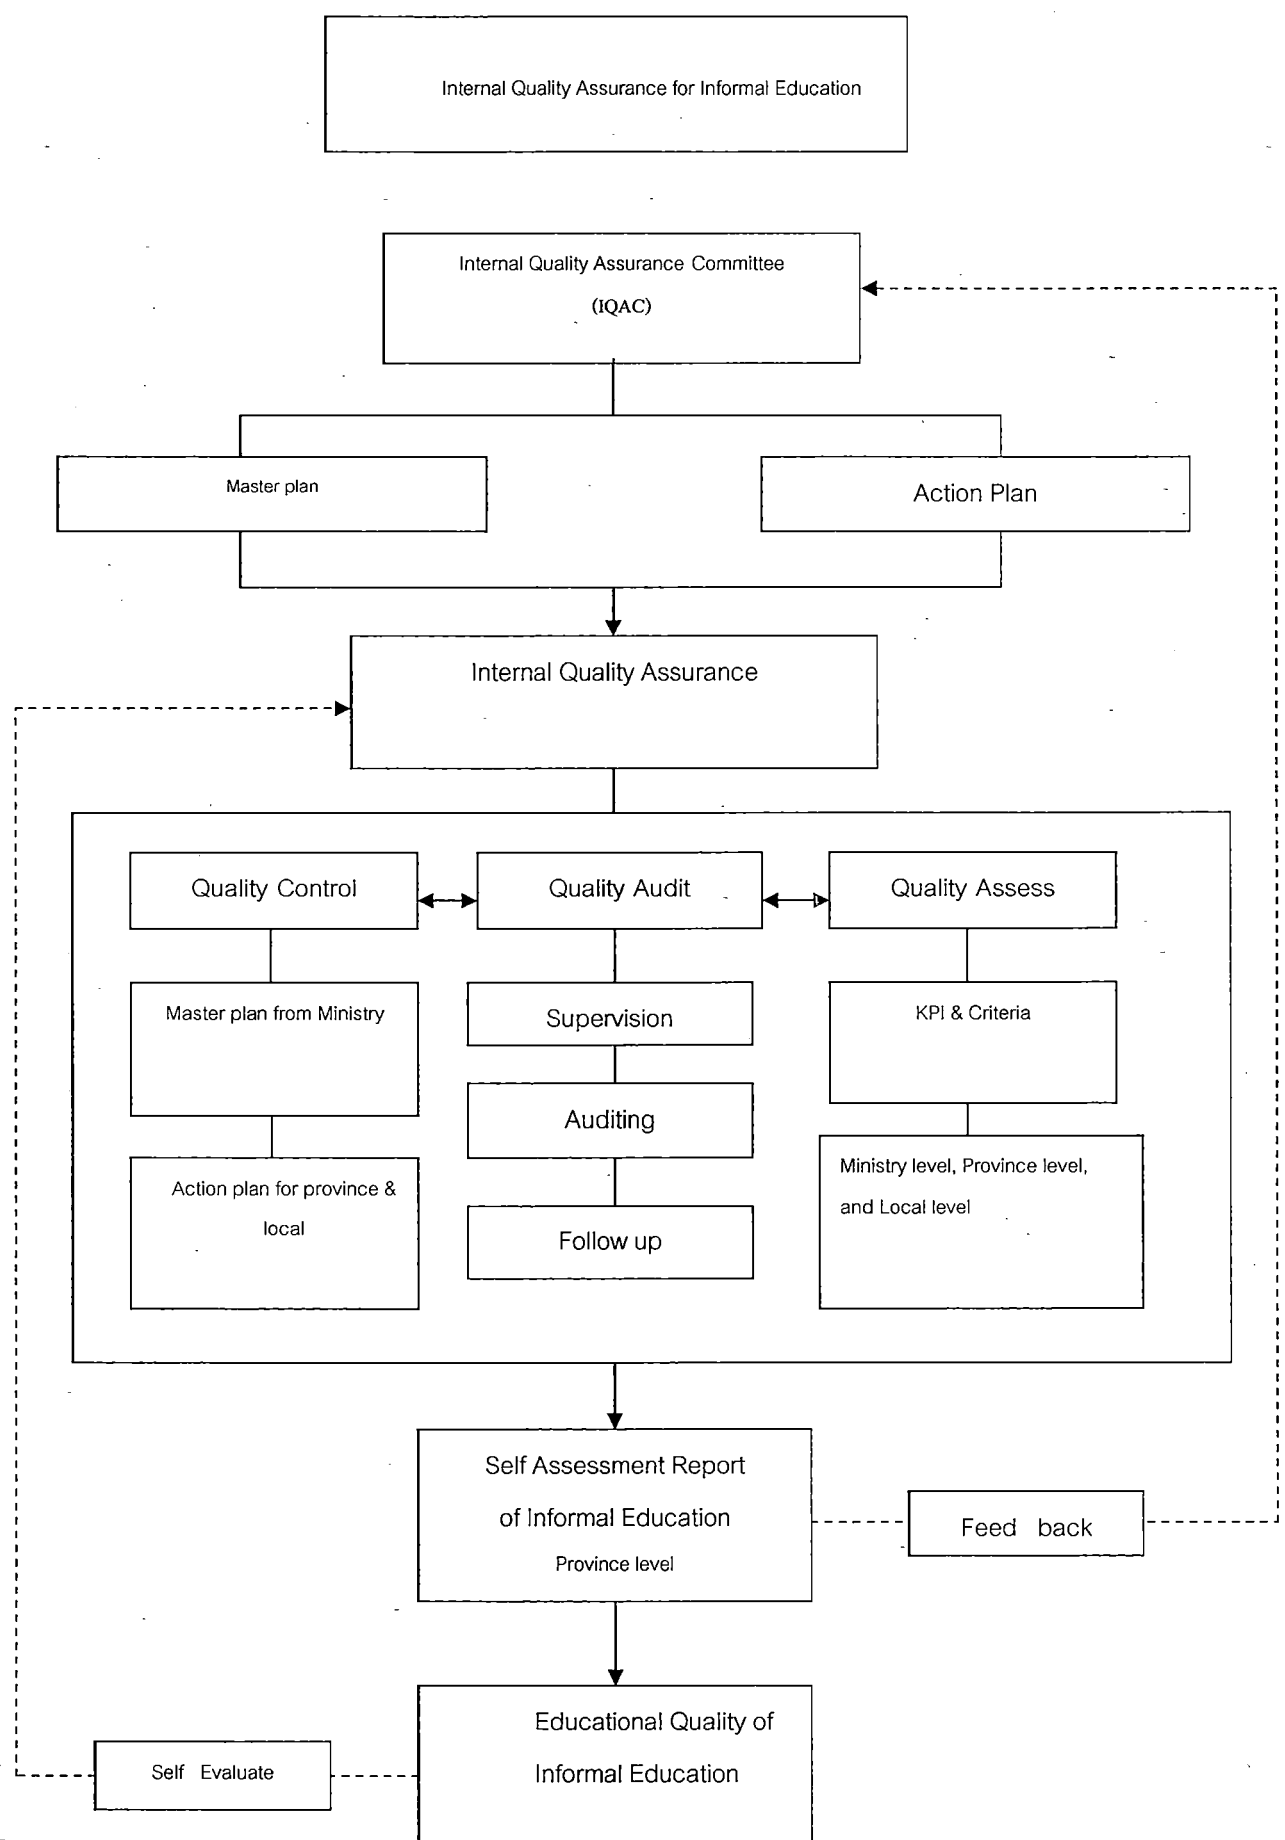 Internal Quality Assurance for Informal Education
Internal Quality Assurance Committee
(IQAC)
Master plan
Action Plan
Internal Quality Assurance
Quality Control
Quality Audit
Quality Assess
Master plan from Ministry
Supervision
KPI & Criteria
Auditing
Action plan for province &
local
Ministry level, Province level,
and Local level
Follow up
Self Assessment Report
of Informal Education
Province level
Feed back
Educational Quality of
Informal Education
Self Evaluate